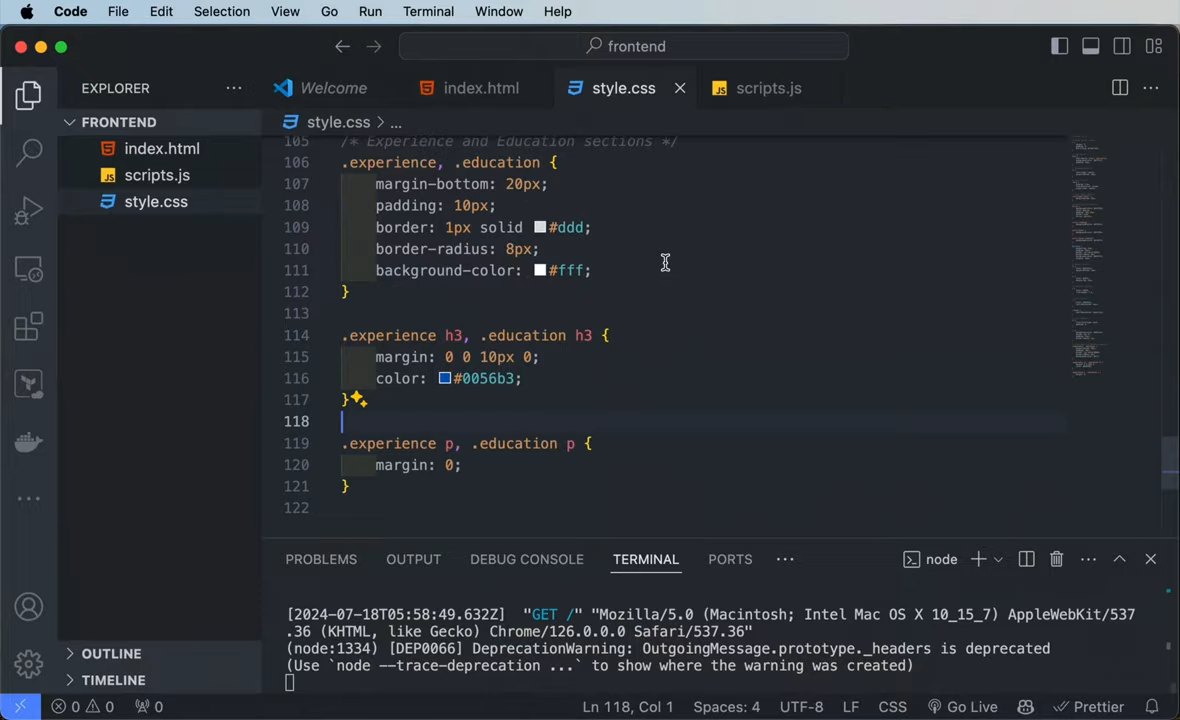 Code File Edit Selection View Go Run Terminal Window Help
frontend
EXPLORER
Welcome
index.html
style.css
scripts.js
FRONTEND
index.html
scripts.js
style.css
OUTLINE
TIMELINE
style.css > ...
105 /* Experience and Education sections */
106 .experience, .education {
107 margin-bottom: 20px;
108 padding: 10px;
109 border: 1px solid #ddd;
110 border-radius: 8px;
111 background-color: #fff;
112 }
113
114 .experience h3, .education h3 {
115 margin: 0 0 10px 0;
116 color: #0056b3;
117 }
118
119 .experience p, .education p {
120 margin: 0;
121 }
122
PROBLEMS OUTPUT DEBUG CONSOLE TERMINAL PORTS ... node
[2024-07-18T05:58:49.632Z] "GET /" "Mozilla/5.0 (Macintosh; Intel Mac OS X 10_15_7) AppleWebKit/537
.36 (KHTML, like Gecko) Chrome/126.0.0.0 Safari/537.36"
(node:1334) [DEP0066] DeprecationWarning: OutgoingMessage.prototype._headers is deprecated
(Use `node --trace-deprecation ...` to show where the warning was created)
0 0 0 Ln 118, Col 1 Spaces: 4 UTF-8 LF CSS Go Live Prettier